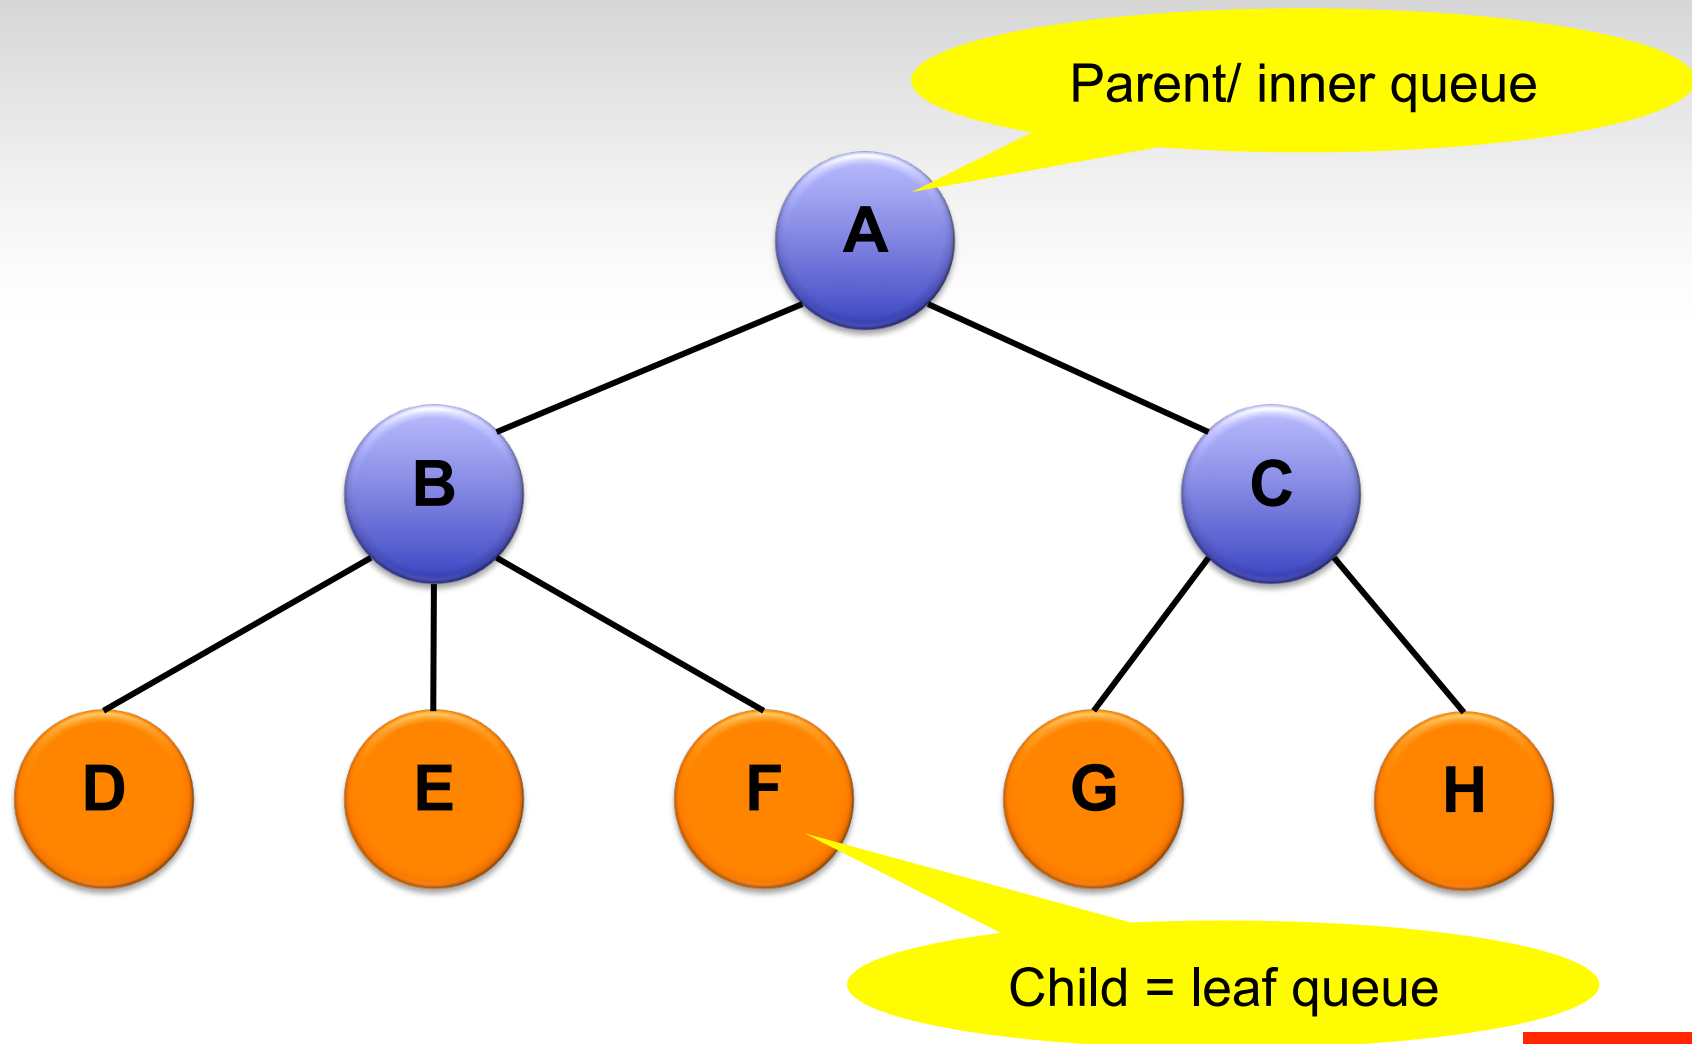 Parent/ inner queue
A
B
C
D
E
F
G
H
Child = leaf queue